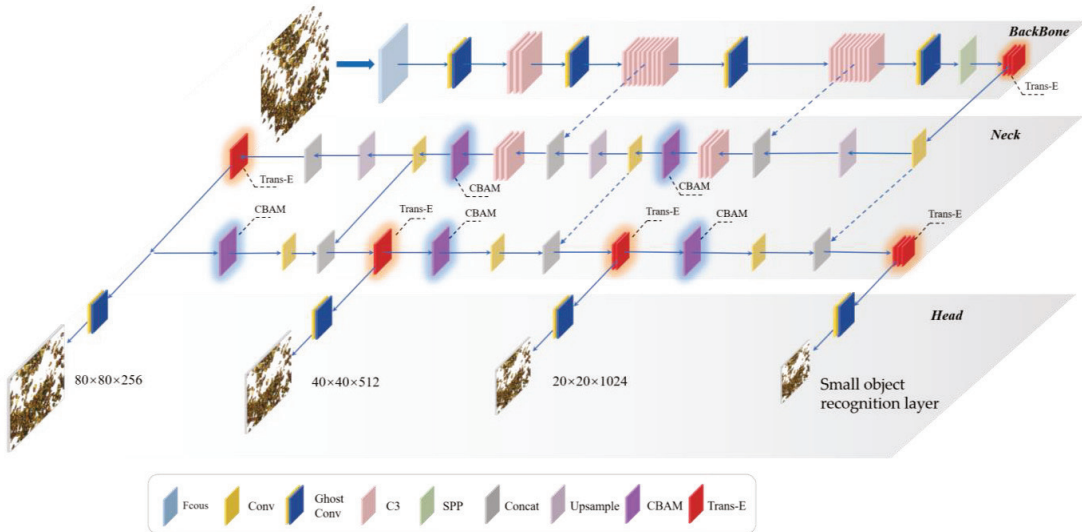 BackBone
Trans-E
Neck
Trans-E
CBAM
CBAM
CBAM
Trans-E
CBAM
Trans-E
CBAM
Trans-E
Head
80×80×256
40×40×512
20×20×1024
Small object
recognition layer
Fcous
Conv
Ghost
Conv
C3
SPP
Concat
Upsample
CBAM
Trans-E